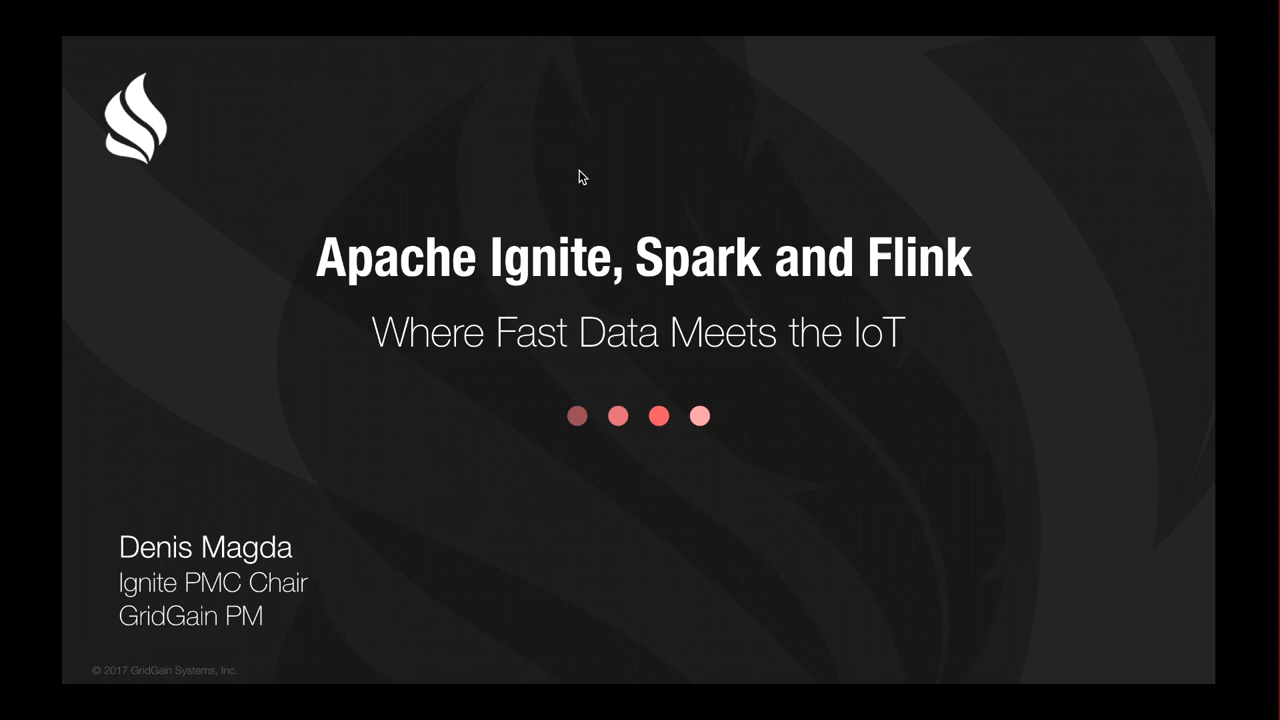 Apache Ignite, Spark and Flink
Where Fast Data Meets the IoT
Denis Magda
Ignite PMC Chair
GridGain PM
© 2017 GridGain Systems, Inc.